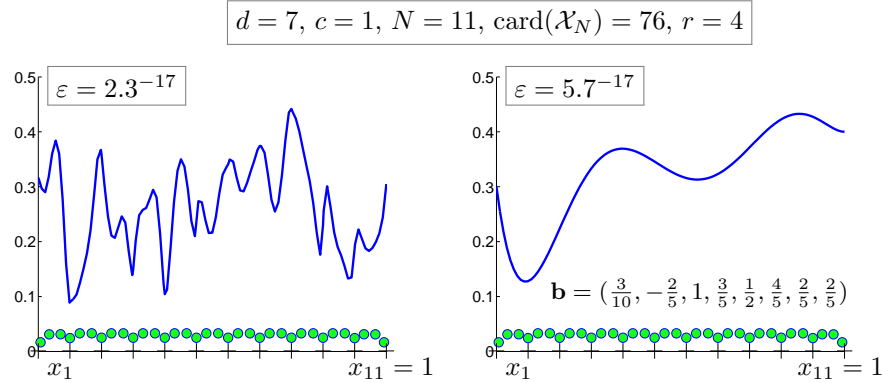 d = 7, c = 1, N = 11, card(𝒳_N) = 76, r = 4
ε = 2.3^{-17}
0.5
0.4
0.3
0.2
0.1
0
x_1
x_{11} = 1
ε = 5.7^{-17}
0.5
0.4
0.3
0.2
0.1
0
b = (3/10, -2/5, 1, 3/5, 1/2, 4/5, 2/5, 2/5)
x_1
x_{11} = 1